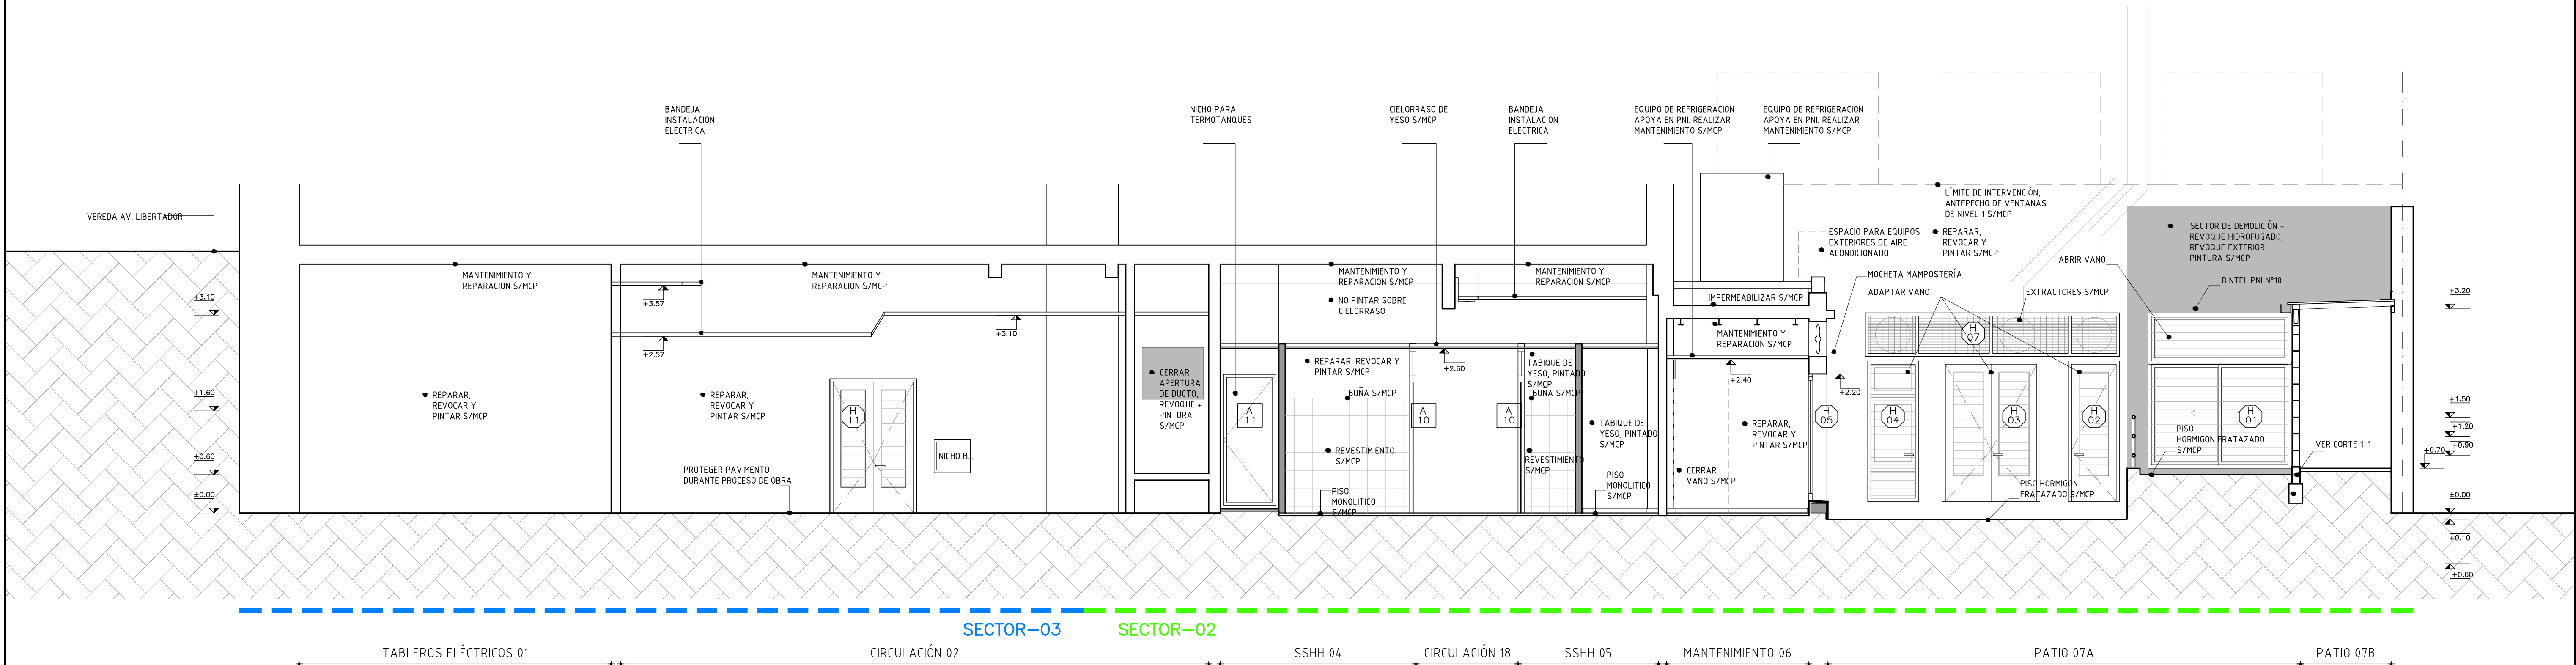 BANDEJA
INSTALACION
ELECTRICA
NICHO PARA
TERMOTANQUES
CIELORRASO DE
YESO S/MCP
BANDEJA
INSTALACION
ELECTRICA
EQUIPO DE REFRIGERACION
APOYA EN PNI. REALIZAR
MANTENIMIENTO S/MCP
EQUIPO DE REFRIGERACION
APOYA EN PNI. REALIZAR
MANTENIMIENTO S/MCP
LÍMITE DE INTERVENCIÓN,
ANTEPECHO DE VENTANAS
DE NIVEL 1 S/MCP
VEREDA AV. LIBERTADOR
ESPACIO PARA EQUIPOS
EXTERIORES DE AIRE
ACONDICIONADO
REPARAR,
REVOCAR Y
PINTAR S/MCP
SECTOR DE DEMOLICIÓN -
REVOQUE HIDROFUGADO,
REVOQUE EXTERIOR,
PINTURA S/MCP
ABRIR VANO
MANTENIMIENTO Y
REPARACION S/MCP
MANTENIMIENTO Y
REPARACION S/MCP
MANTENIMIENTO Y
REPARACION S/MCP
MANTENIMIENTO Y
REPARACION S/MCP
MOCHETA MAMPOSTERÍA
DINTEL PNI N°10
+3.10
+3.57
NO PINTAR SOBRE
CIELORRASO
IMPERMEABILIZAR S/MCP
ADAPTAR VANO
EXTRACTORES S/MCP
+3.20
+3.10
+2.57
MANTENIMIENTO Y
REPARACION S/MCP
H
07
REPARAR, REVOCAR Y
PINTAR S/MCP
+2.60
TABIQUE DE
YESO, PINTADO
S/MCP
+2.40
+2.20
CERRAR
APERTURA
DE DUCTO,
REVOQUE +
PINTURA
S/MCP
BUÑA S/MCP
BUÑA S/MCP
+1.60
REPARAR,
REVOCAR Y
PINTAR S/MCP
REPARAR,
REVOCAR Y
PINTAR S/MCP
H
11
A
11
A
10
A
10
TABIQUE DE
YESO, PINTADO
S/MCP
REPARAR,
REVOCAR Y
PINTAR S/MCP
H
05
H
04
H
03
H
02
H
01
+1.50
+1.20
+0.90
+0.70
PISO
HORMIGON FRATAZADO
S/MCP
VER CORTE 1-1
NICHO B.I.
REVESTIMIENTO
S/MCP
REVESTIMIENTO
S/MCP
+0.60
PROTEGER PAVIMENTO
DURANTE PROCESO DE OBRA
CERRAR
VANO S/MCP
PISO
MONOLITICO
S/MCP
PISO
MONOLITICO
S/MCP
PISO HORMIGON
FRATAZADO S/MCP
±0.00
±0.00
+0.10
+0.60
SECTOR-03
SECTOR-02
TABLEROS ELÉCTRICOS 01
CIRCULACIÓN 02
SSHH 04
CIRCULACIÓN 18
SSHH 05
MANTENIMIENTO 06
PATIO 07A
PATIO 07B